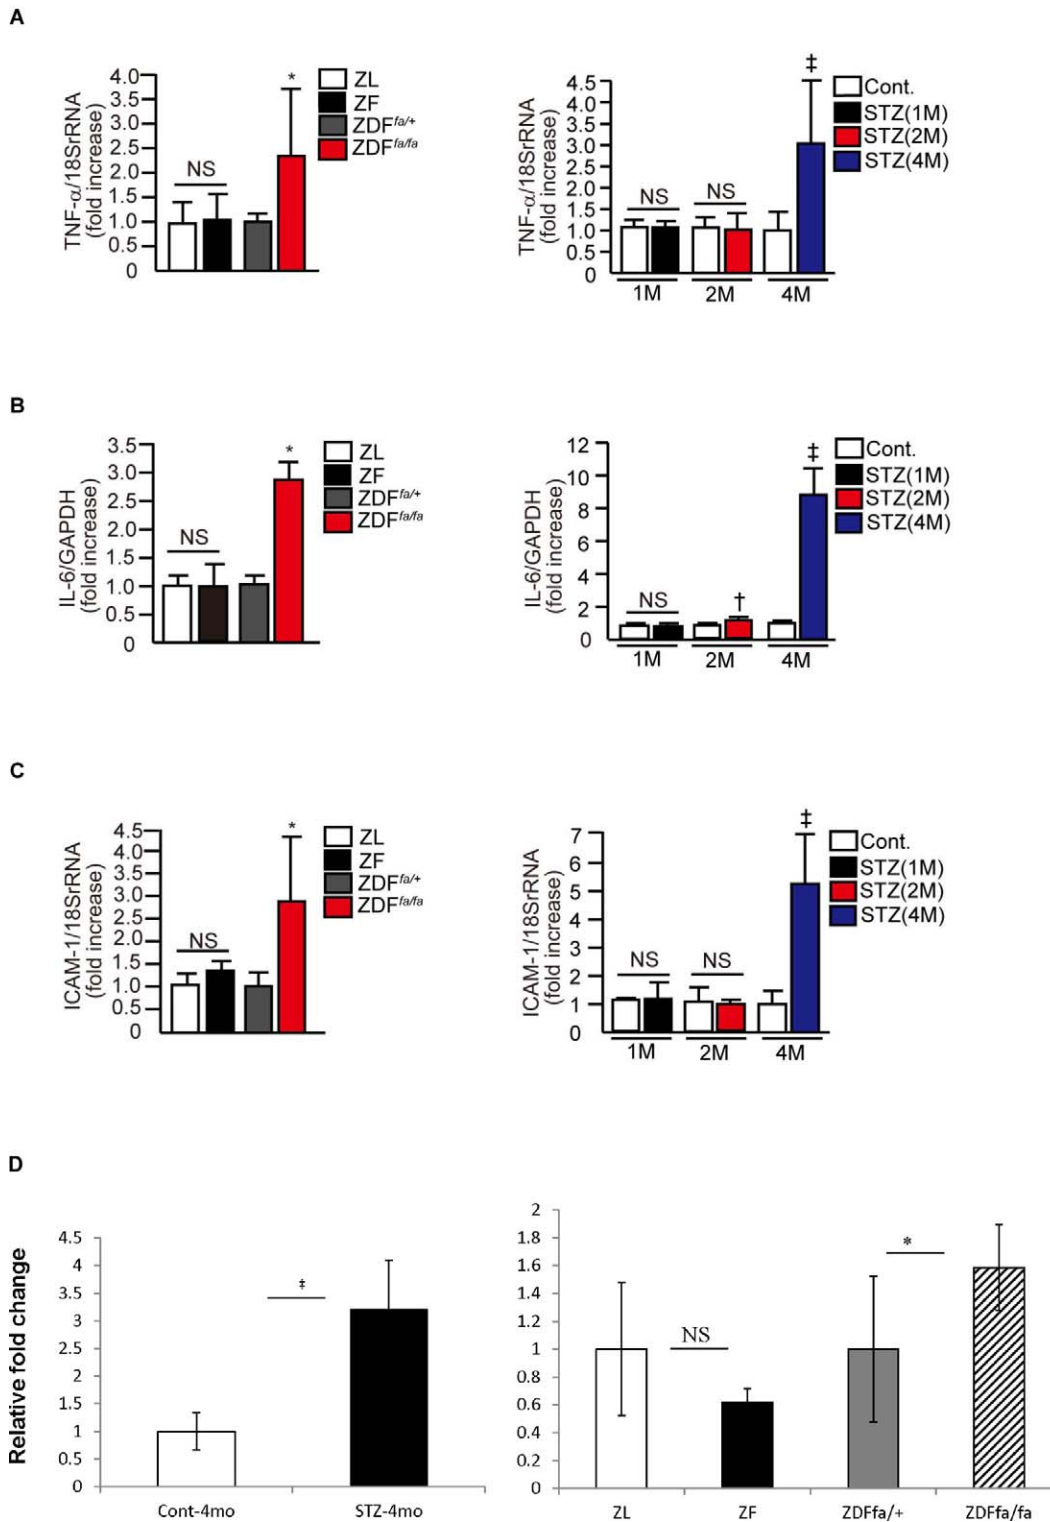 A
TNF-α/18SrRNA
(fold increase)
4.0
3.5
3.0
2.5
2.0
1.5
1.0
0.5
0
NS
*
ZL
ZF
ZDFfa/+
ZDFfa/fa
TNF-α/18SrRNA
(fold increase)
4.5
4.0
3.5
3.0
2.5
2.0
1.5
1.0
0.5
0
NS
NS
‡
1M
2M
4M
Cont.
STZ(1M)
STZ(2M)
STZ(4M)
B
IL-6/GAPDH
(fold increase)
3.5
3.0
2.5
2.0
1.5
1.0
0.5
0
NS
*
ZL
ZF
ZDFfa/+
ZDFfa/fa
IL-6/GAPDH
(fold increase)
12
10
8
6
4
2
0
NS
†
‡
1M
2M
4M
Cont.
STZ(1M)
STZ(2M)
STZ(4M)
C
ICAM-1/18SrRNA
(fold increase)
4.5
4.0
3.5
3.0
2.5
2.0
1.5
1.0
0.5
0
NS
*
ZL
ZF
ZDFfa/+
ZDFfa/fa
ICAM-1/18SrRNA
(fold increase)
7
6
5
4
3
2
1
0
NS
NS
‡
1M
2M
4M
Cont.
STZ(1M)
STZ(2M)
STZ(4M)
D
Relative fold change
4.5
4
3.5
3
2.5
2
1.5
1
0.5
0
‡
Cont-4mo
STZ-4mo
2
1.8
1.6
1.4
1.2
1
0.8
0.6
0.4
0.2
0
NS
*
ZL
ZF
ZDFfa/+
ZDFfa/fa